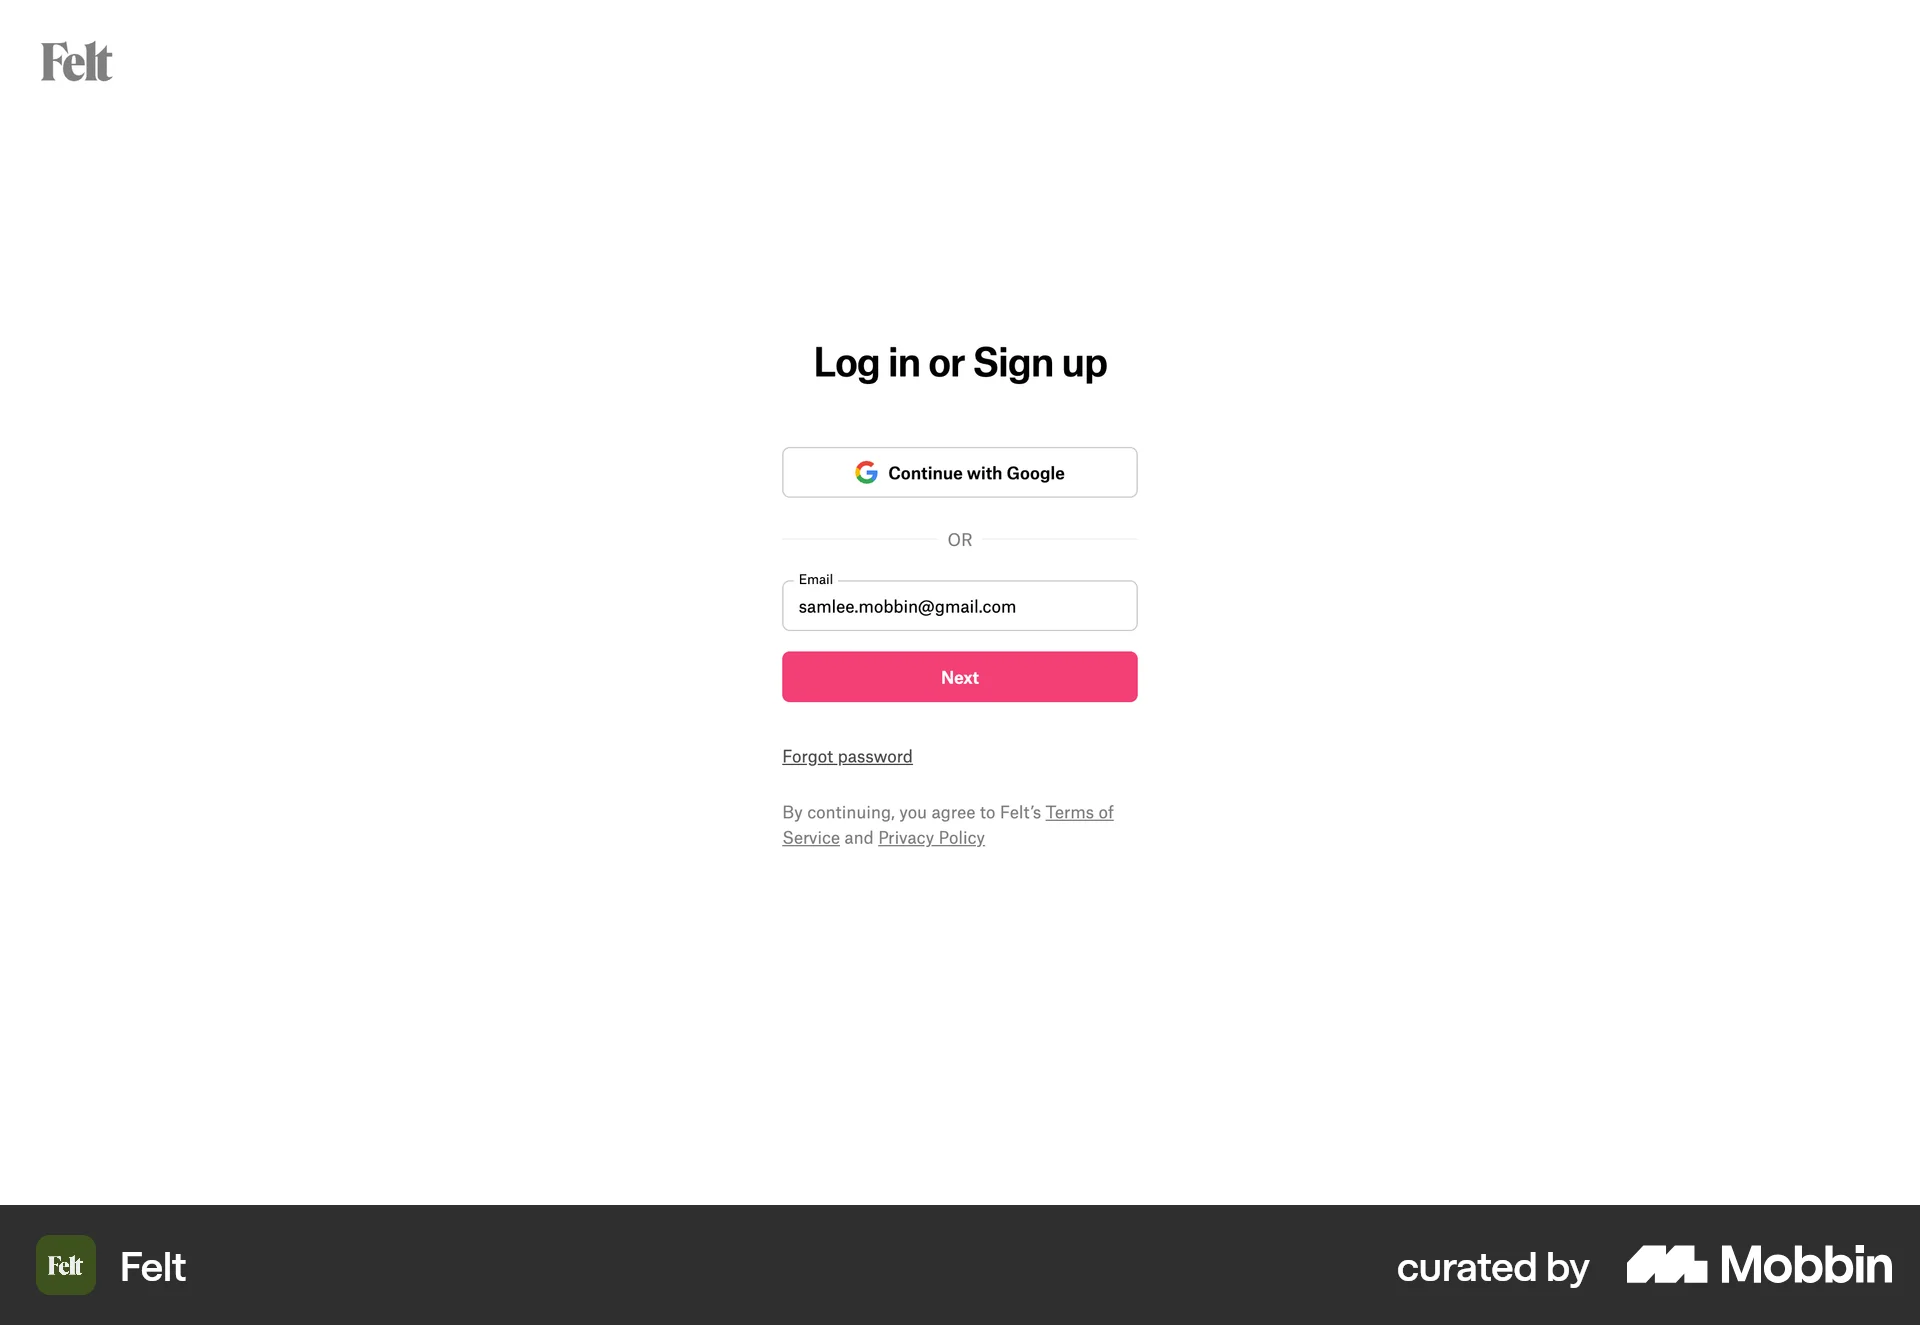 Felt
Log in or Sign up
Continue with Google
OR
Email
samlee.mobbin@gmail.com
Next
Forgot password
By continuing, you agree to Felt’s Terms of
Service and Privacy Policy
Felt
Felt
curated by
Mobbin